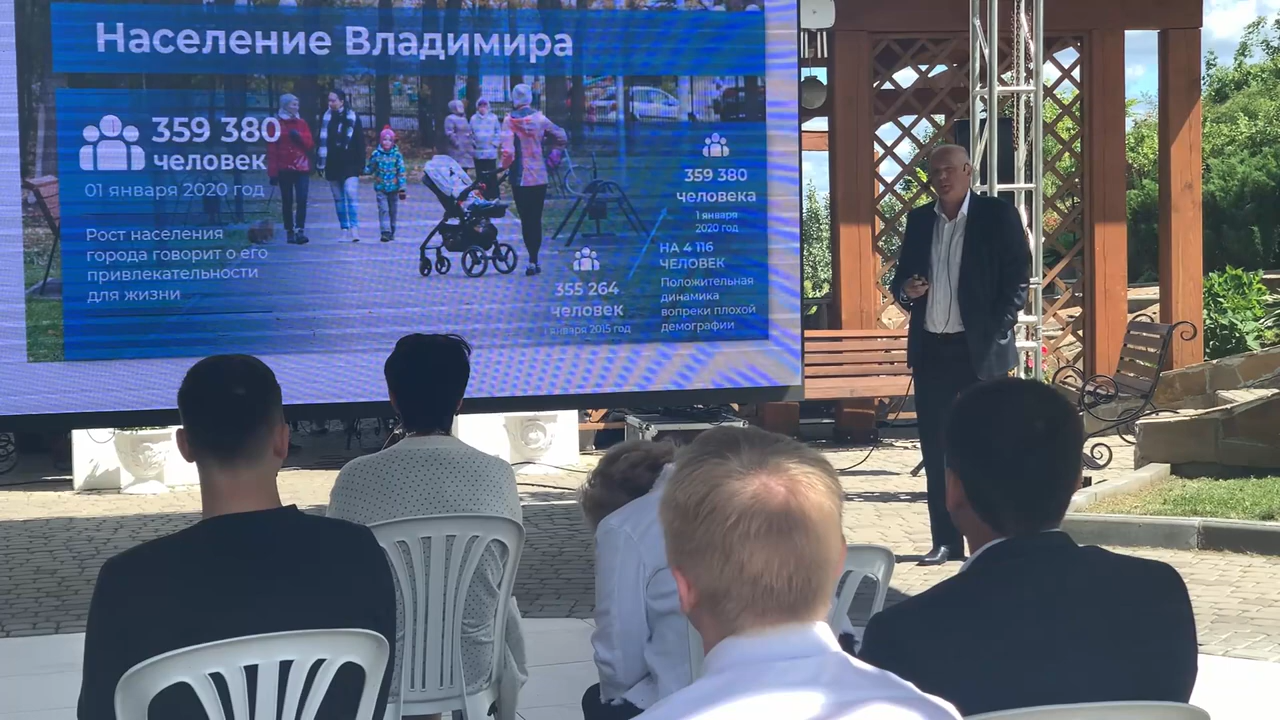 Население Владимира
359 380
человек
01 января 2020 год
Рост населения
города говорит о его
привлекательности
для жизни
355 264
человек
1 января 2015 год
359 380
человека
1 января
2020 год
НА 4 116
ЧЕЛОВЕК
Положительная
динамика
вопреки плохой
демографии